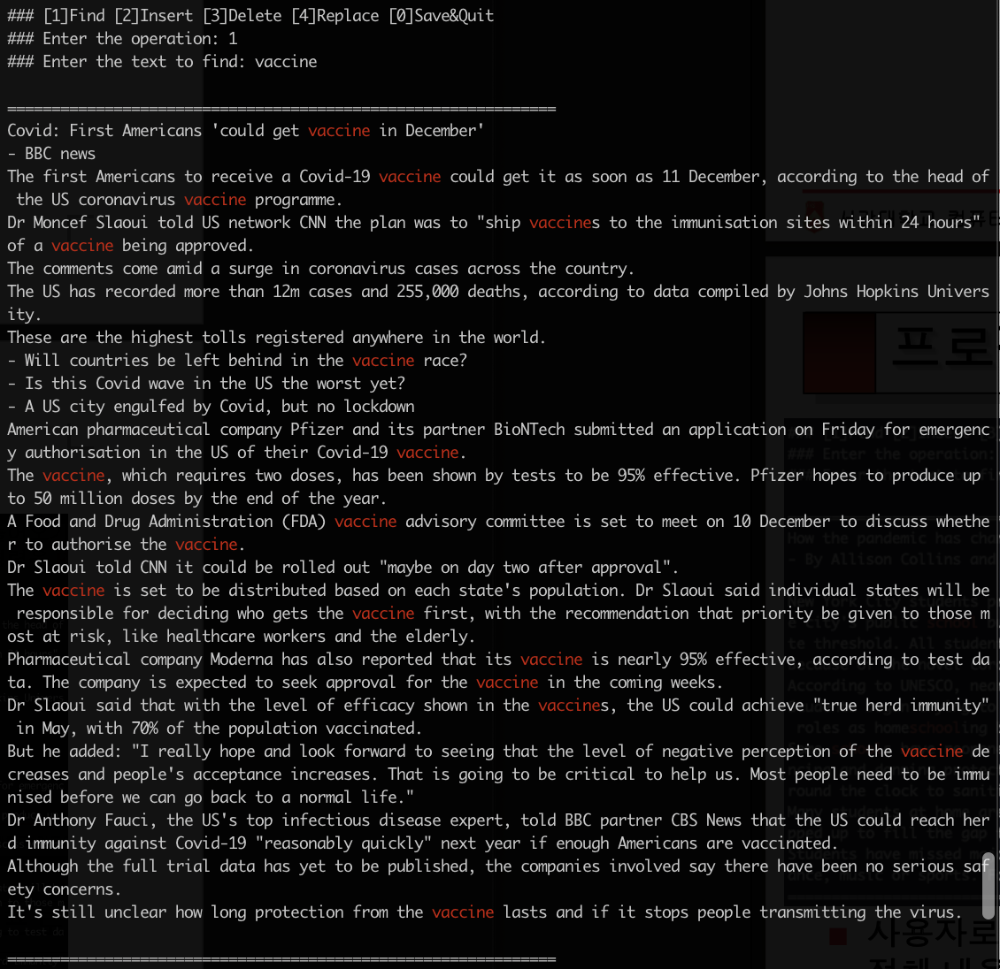 ### [1]Find [2]Insert [3]Delete [4]Replace [0]Save&Quit
### Enter the operation: 1
### Enter the text to find: vaccine
==============================================================
Covid: First Americans 'could get vaccine in December'
- BBC news
The first Americans to receive a Covid-19 vaccine could get it as soon as 11 December, according to the head of
the US coronavirus vaccine programme.
Dr Moncef Slaoui told US network CNN the plan was to "ship vaccines to the immunisation sites within 24 hours"
of a vaccine being approved.
The comments come amid a surge in coronavirus cases across the country.
The US has recorded more than 12m cases and 255,000 deaths, according to data compiled by Johns Hopkins Univers
ity.
These are the highest tolls registered anywhere in the world.
- Will countries be left behind in the vaccine race?
- Is this Covid wave in the US the worst yet?
- A US city engulfed by Covid, but no lockdown
American pharmaceutical company Pfizer and its partner BioNTech submitted an application on Friday for emergenc
y authorisation in the US of their Covid-19 vaccine.
The vaccine, which requires two doses, has been shown by tests to be 95% effective. Pfizer hopes to produce up
to 50 million doses by the end of the year.
A Food and Drug Administration (FDA) vaccine advisory committee is set to meet on 10 December to discuss whethe
r to authorise the vaccine.
Dr Slaoui told CNN it could be rolled out "maybe on day two after approval".
The vaccine is set to be distributed based on each state's population. Dr Slaoui said individual states will be
responsible for deciding who gets the vaccine first, with the recommendation that priority be given to those m
ost at risk, like healthcare workers and the elderly.
Pharmaceutical company Moderna has also reported that its vaccine is nearly 95% effective, according to test da
ta. The company is expected to seek approval for the vaccine in the coming weeks.
Dr Slaoui said that with the level of efficacy shown in the vaccines, the US could achieve "true herd immunity"
in May, with 70% of the population vaccinated.
But he added: "I really hope and look forward to seeing that the level of negative perception of the vaccine de
creases and people's acceptance increases. That is going to be critical to help us. Most people need to be immu
nised before we can go back to a normal life."
Dr Anthony Fauci, the US's top infectious disease expert, told BBC partner CBS News that the US could reach her
d immunity against Covid-19 "reasonably quickly" next year if enough Americans are vaccinated.
Although the full trial data has yet to be published, the companies involved say there have been no serious saf
ety concerns.
It's still unclear how long protection from the vaccine lasts and if it stops people transmitting the virus.
==============================================================
프로
사용자로